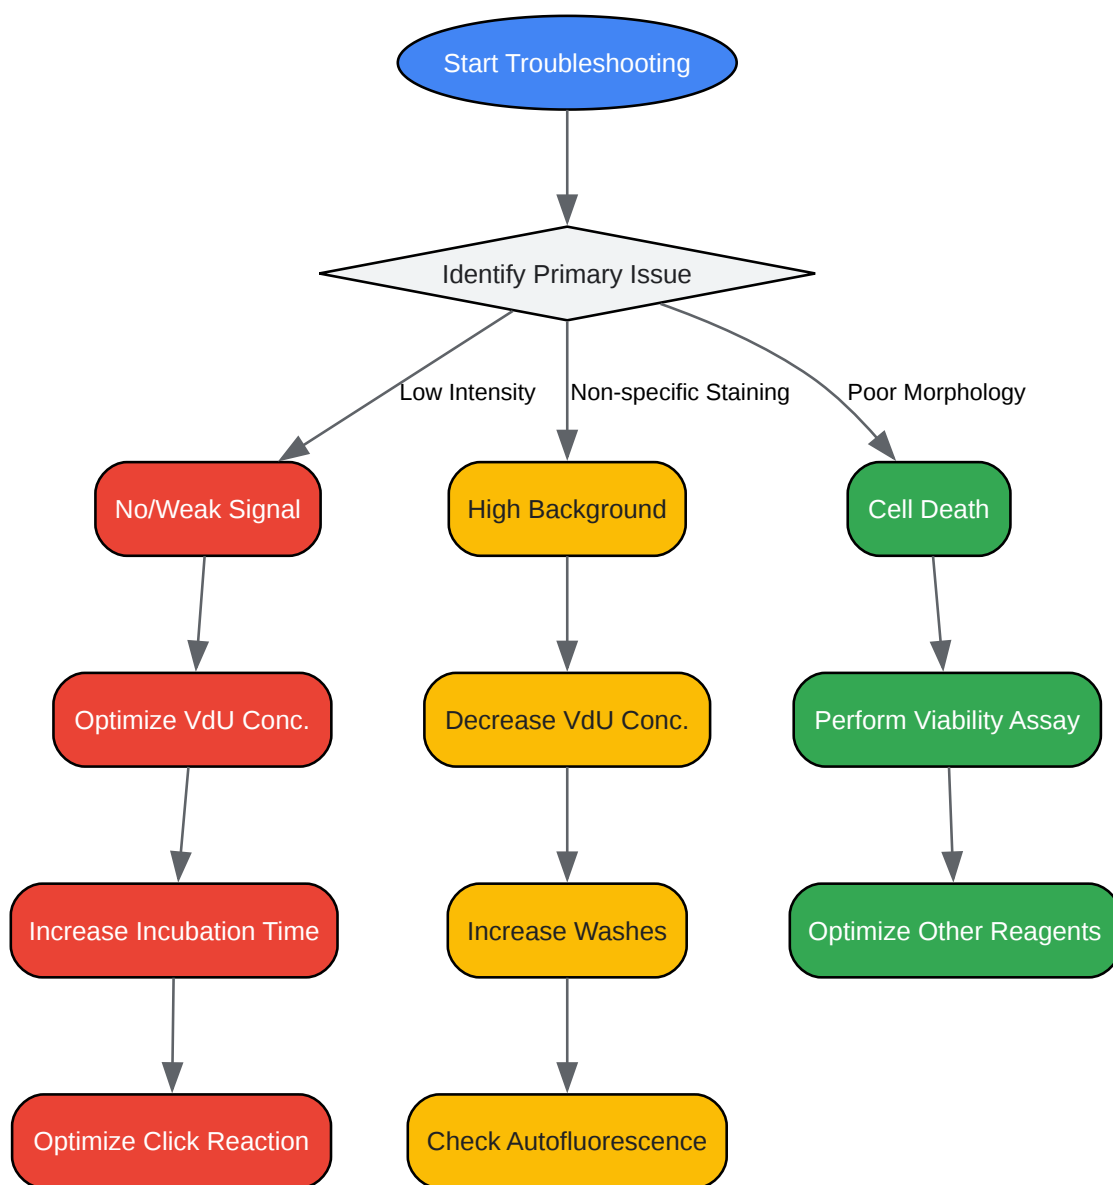 Start Troubleshooting
Identify Primary Issue
Low Intensity
Non-specific Staining
Poor Morphology
No/Weak Signal
High Background
Cell Death
Optimize VdU Conc.
Decrease VdU Conc.
Perform Viability Assay
Increase Incubation Time
Increase Washes
Optimize Other Reagents
Optimize Click Reaction
Check Autofluorescence